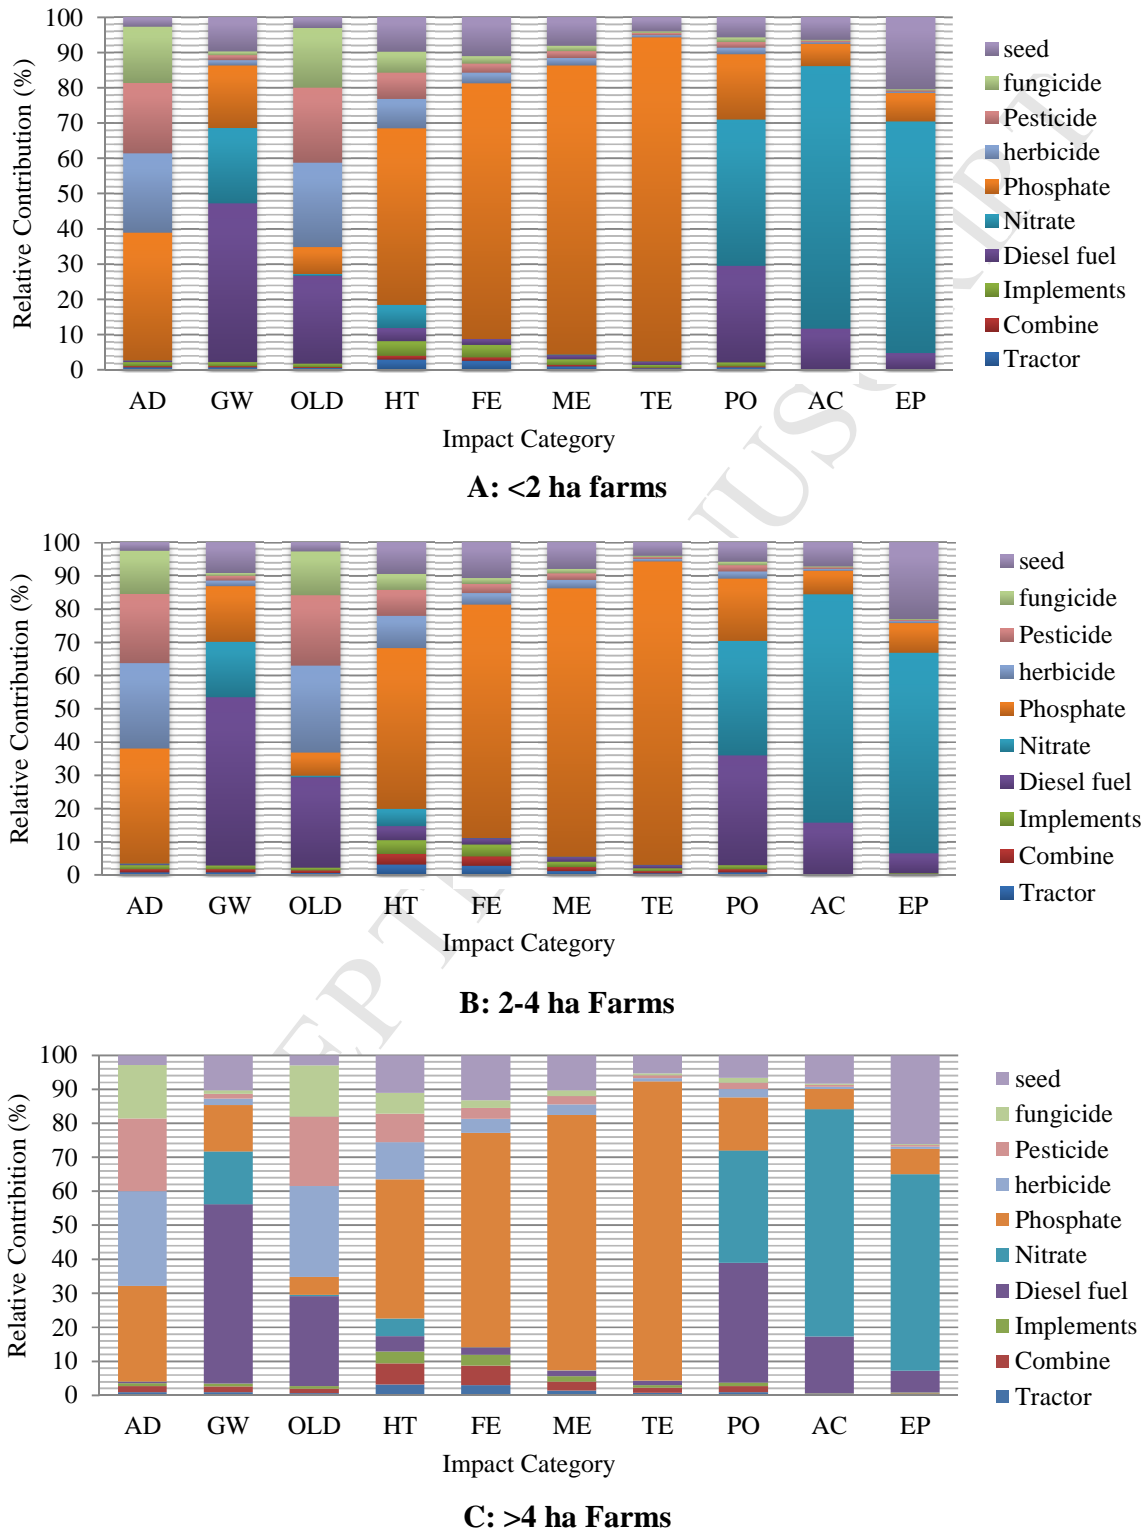 100
90
80
70
60
50
40
30
20
10
0
Relative Contribution (%)
AD GW OLD HT FE ME TE PO AC EP
Impact Category
seed
fungicide
Pesticide
herbicide
Phosphate
Nitrate
Diesel fuel
Implements
Combine
Tractor
A: <2 ha farms
100
90
80
70
60
50
40
30
20
10
0
Relative Contribution (%)
AD GW OLD HT FE ME TE PO AC EP
Impact Category
seed
fungicide
Pesticide
herbicide
Phosphate
Nitrate
Diesel fuel
Implements
Combine
Tractor
B: 2-4 ha Farms
100
90
80
70
60
50
40
30
20
10
0
Relative Contribition (%)
AD GW OLD HT FE ME TE PO AC EP
Impact Category
seed
fungicide
Pesticide
herbicide
Phosphate
Nitrate
Diesel fuel
Implements
Combine
Tractor
C: >4 ha Farms